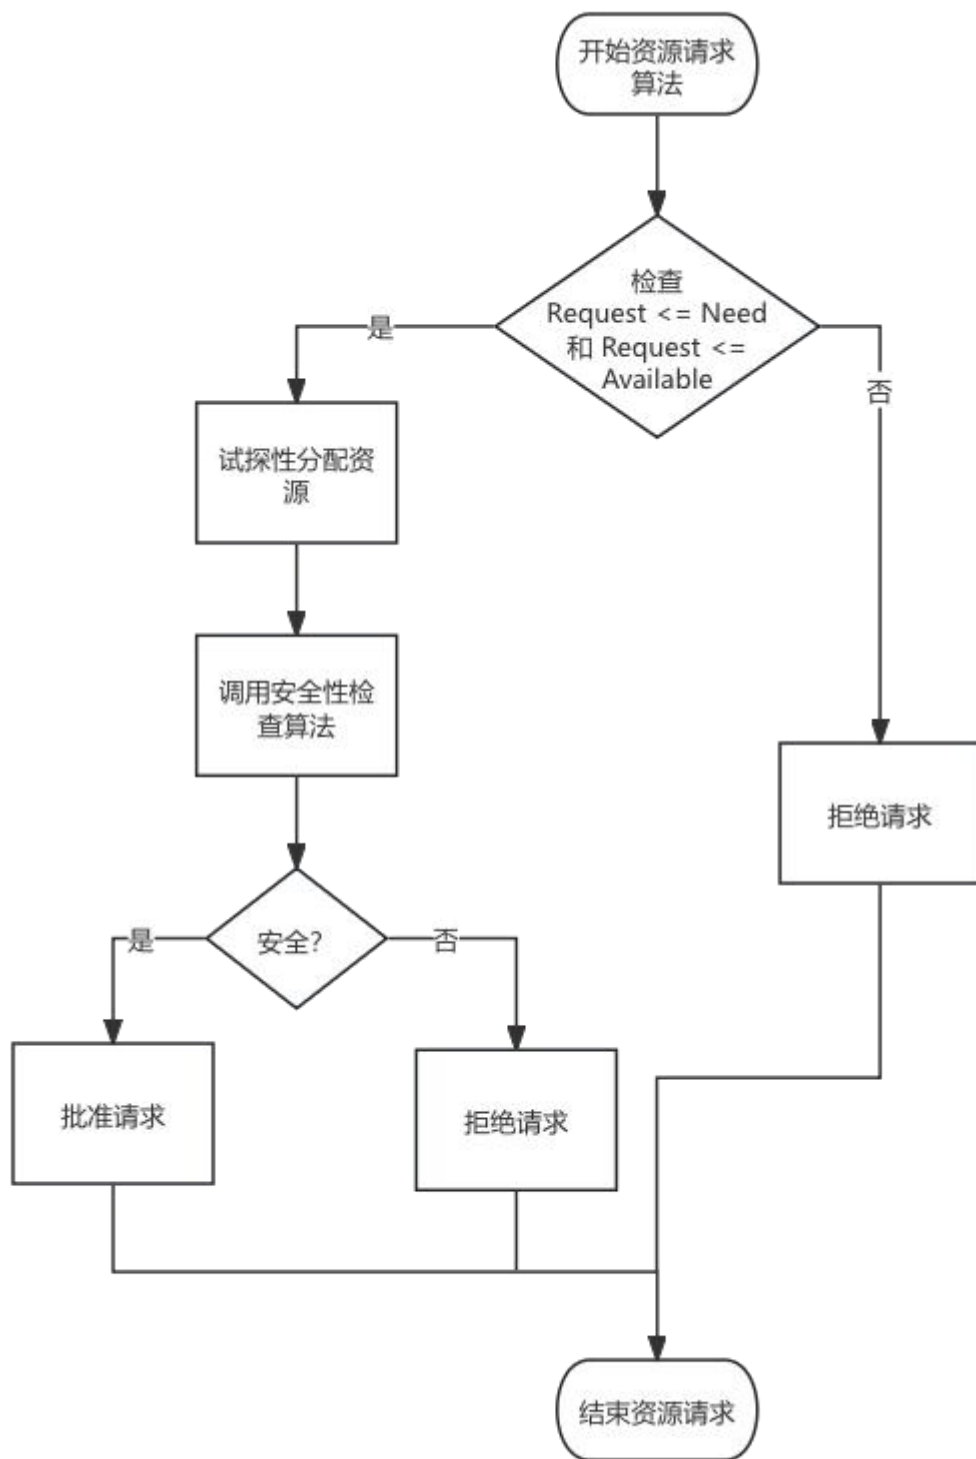 开始资源请求
算法
检查
Request <= Need
和 Request <=
Available
是
否
试探性分配资
源
调用安全性检
查算法
拒绝请求
安全?
是
否
批准请求
拒绝请求
结束资源请求